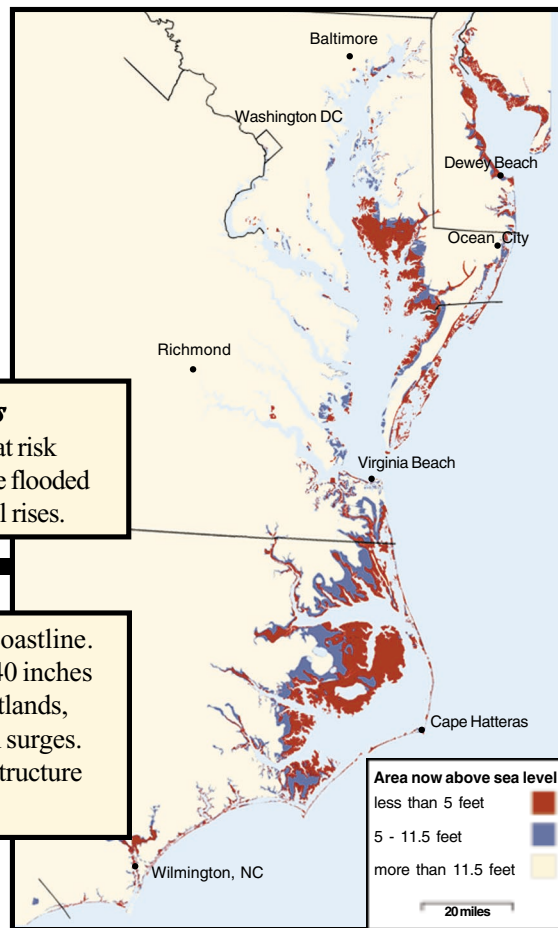 Baltimore
Washington DC
Dewey Beach
Ocean City
Richmond
at risk
flooded
l rises.
Virginia Beach
oastline.
40 inches
tlands,
surges.
structure
Cape Hatteras
Area now above sea level
less than 5 feet
5 - 11.5 feet
more than 11.5 feet
20 miles
Wilmington, NC